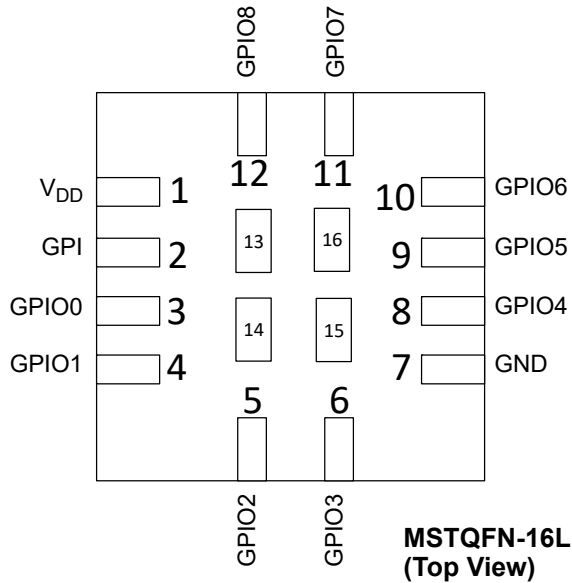 GPIO8
GPIO7
12
11
V_DD
1
10
GPIO6
GPI
2
13
16
9
GPIO5
GPIO0
3
14
15
8
GPIO4
GPIO1
4
7
GND
5
6
GPIO2
GPIO3
MSTQFN-16L
(Top View)